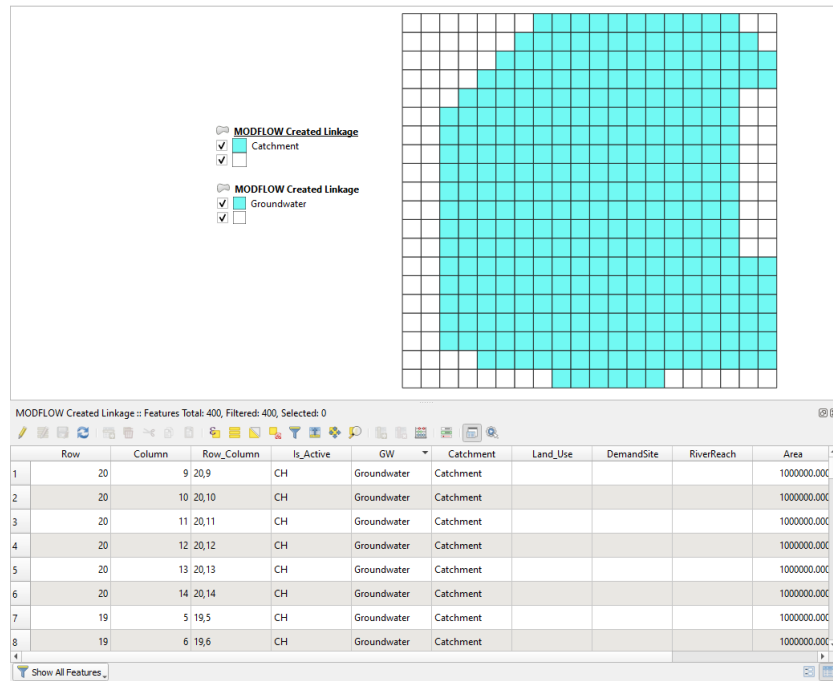 MODFLOW Created Linkage
Catchment
MODFLOW Created Linkage
Groundwater
MODFLOW Created Linkage :: Features Total: 400, Filtered: 400, Selected: 0
Row Column Row_Column Is_Active GW Catchment Land_Use DemandSite RiverReach Area
1 20 9 20,9 CH Groundwater Catchment 1000000.000
2 20 10 20,10 CH Groundwater Catchment 1000000.000
3 20 11 20,11 CH Groundwater Catchment 1000000.000
4 20 12 20,12 CH Groundwater Catchment 1000000.000
5 20 13 20,13 CH Groundwater Catchment 1000000.000
6 20 14 20,14 CH Groundwater Catchment 1000000.000
7 19 5 19,5 CH Groundwater Catchment 1000000.000
8 19 6 19,6 CH Groundwater Catchment 1000000.000
Show All Features